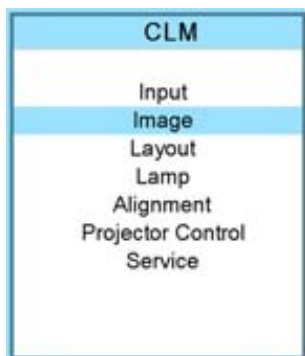 CLM
Input
Image
Layout
Lamp
Alignment
Projector Control
Service